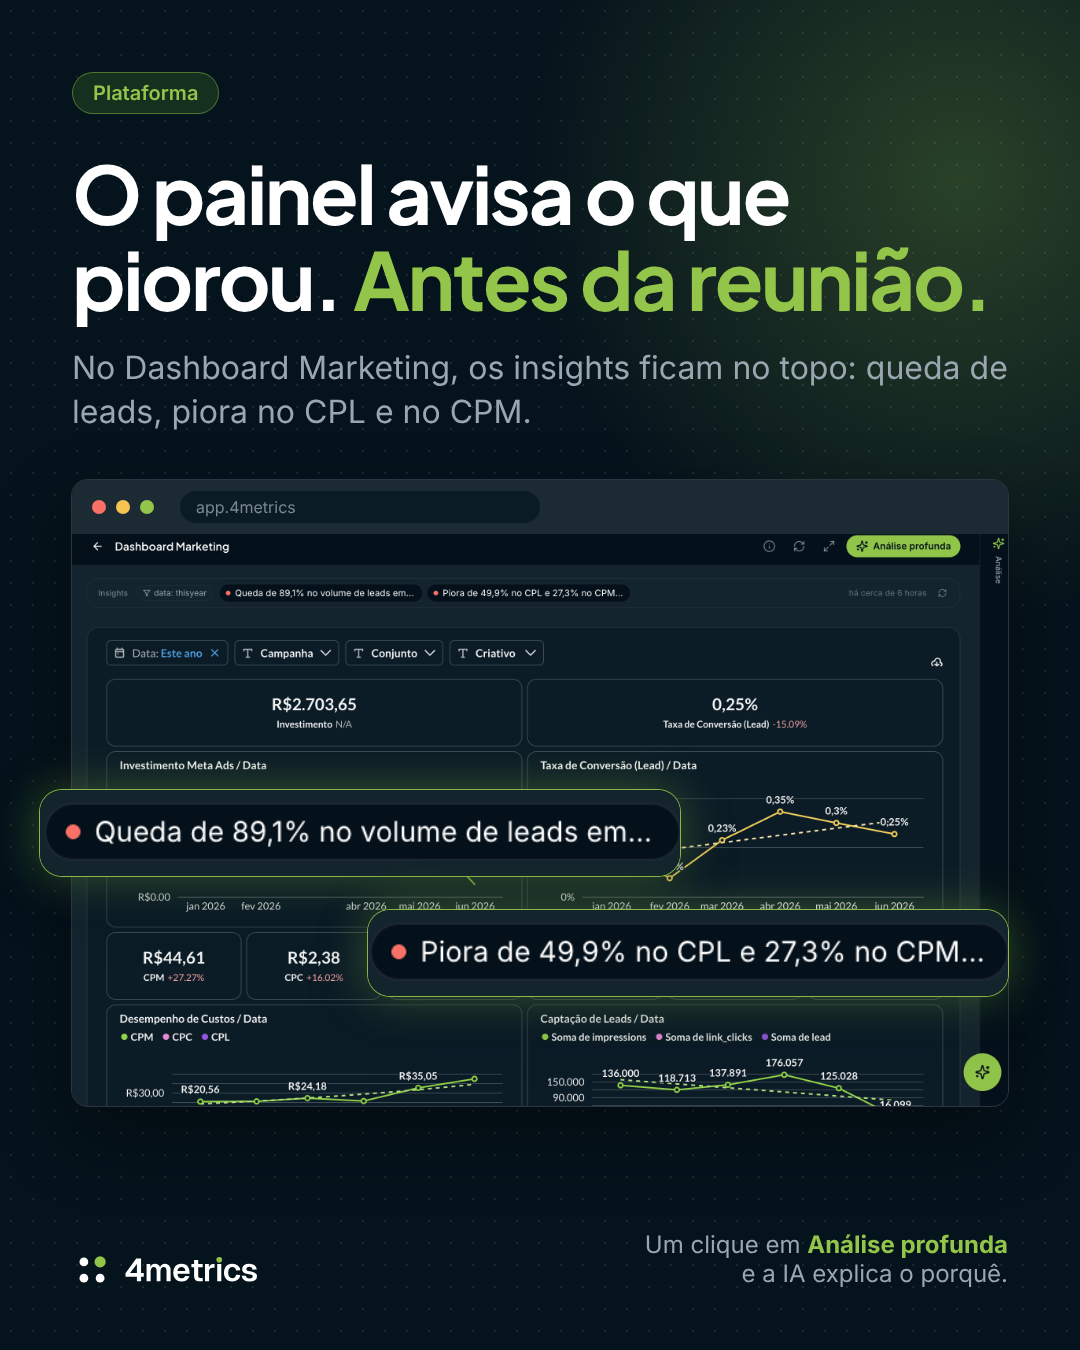 Plataforma
O painel avisa o que
piorou. Antes da reunião.
No Dashboard Marketing, os insights ficam no topo: queda de
leads, piora no CPL e no CPM.
app.4metrics
Dashboard Marketing
Análise profunda
Análise
Insights
data: thisyear
Queda de 89,1% no volume de leads em...
Piora de 49,9% no CPL e 27,3% no CPM...
há cerca de 6 horas
Data: Este ano
Campanha
Conjunto
Criativo
R$2.703,65
Investimento N/A
0,25%
Taxa de Conversão (Lead) -15.09%
Investimento Meta Ads / Data
Taxa de Conversão (Lead) / Data
0,35%
0,3%
0,23%
0,25%
Queda de 89,1% no volume de leads em...
%
R$0.00
jan 2026 fev 2026 abr 2026 mai 2026 jun 2026
0%
jan 2026 fev 2026 mar 2026 abr 2026 mai 2026 jun 2026
Piora de 49,9% no CPL e 27,3% no CPM...
R$44,61
CPM +27.27%
R$2,38
CPC +16.02%
Desempenho de Custos / Data
CPM CPC CPL
R$30,00
R$20,56
R$24,18
R$35,05
Captação de Leads / Data
Soma de impressions Soma de link_clicks Soma de lead
150.000
90.000
136.000
118.713
137.891
176.057
125.028
16.099
4metrics
Um clique em Análise profunda
e a IA explica o porquê.